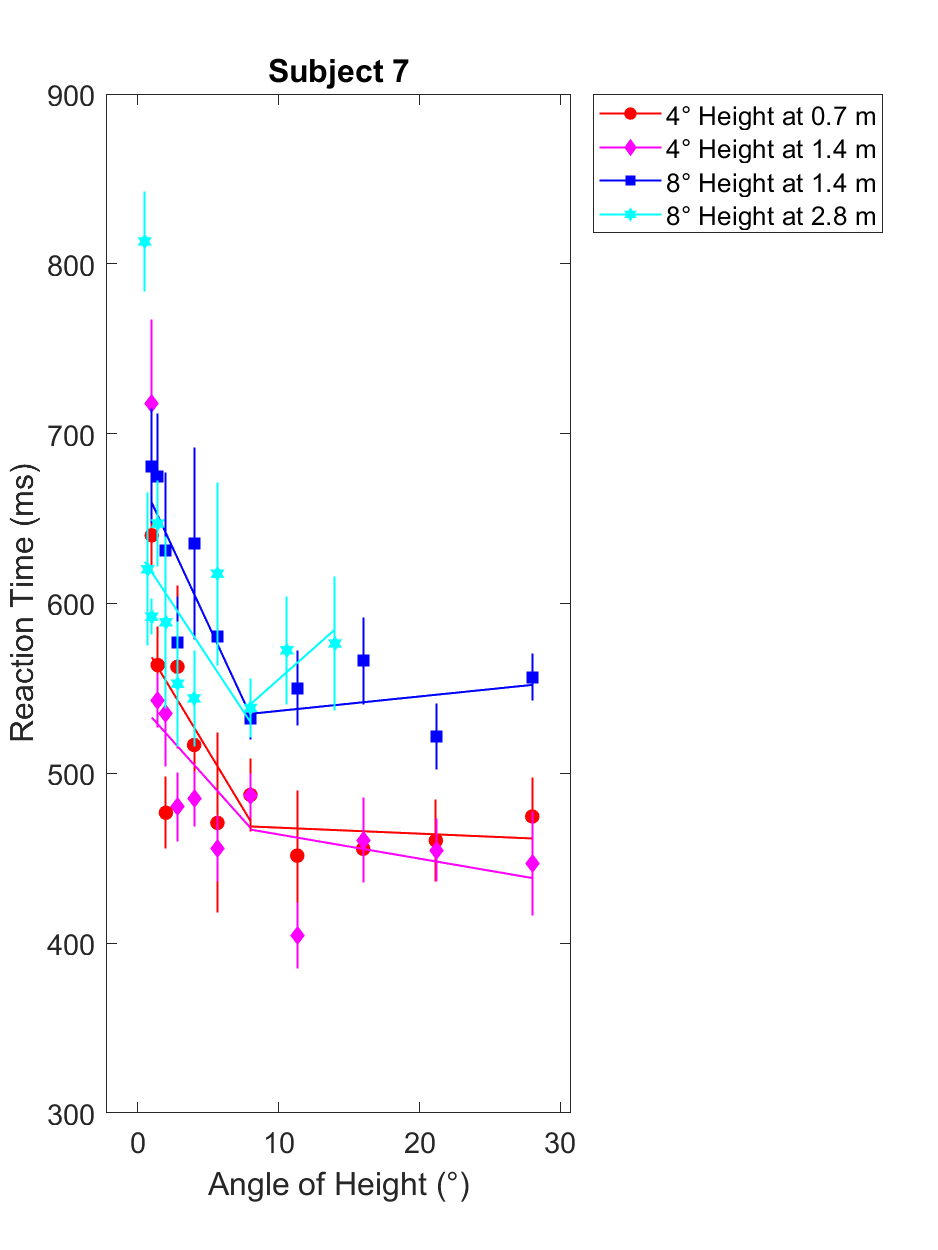 Subject 7
900
800
700
600
500
400
300
Reaction Time (ms)
0 10 20 30
Angle of Height (°)
4° Height at 0.7 m
4° Height at 1.4 m
8° Height at 1.4 m
8° Height at 2.8 m